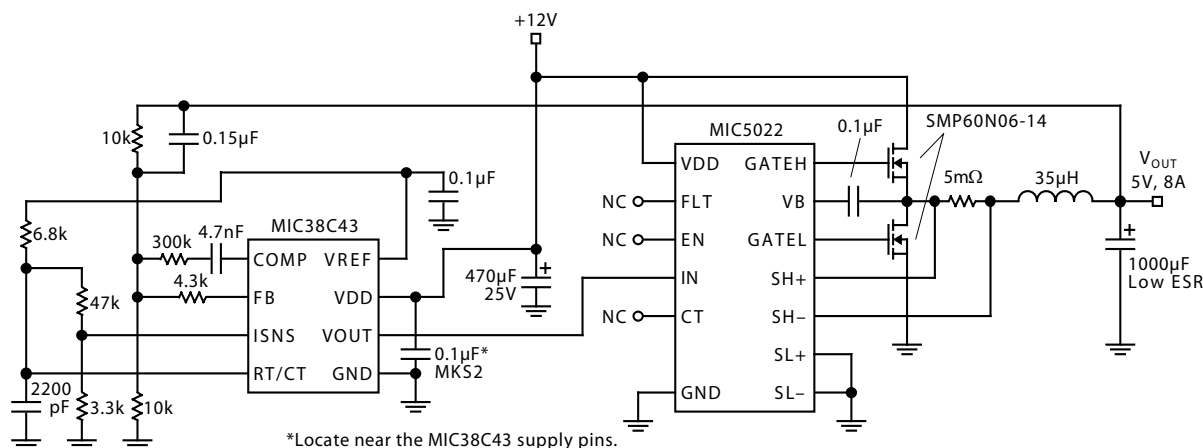 +12V
10k
0.15µF
0.1µF
6.8k
300k
4.7nF
4.3k
47k
2200
pF
3.3k
10k
MIC38C43
COMP
FB
ISNS
RT/CT
VREF
VDD
VOUT
GND
0.1µF*
MKS2
470µF
25V
NC
NC
NC
MIC5022
VDD
FLT
EN
IN
CT
GND
GATEH
VB
GATEL
SH+
SH–
SL+
SL–
0.1µF
SMP60N06-14
5mΩ
35µH
VOUT
5V, 8A
1000µF
Low ESR
*Locate near the MIC38C43 supply pins.